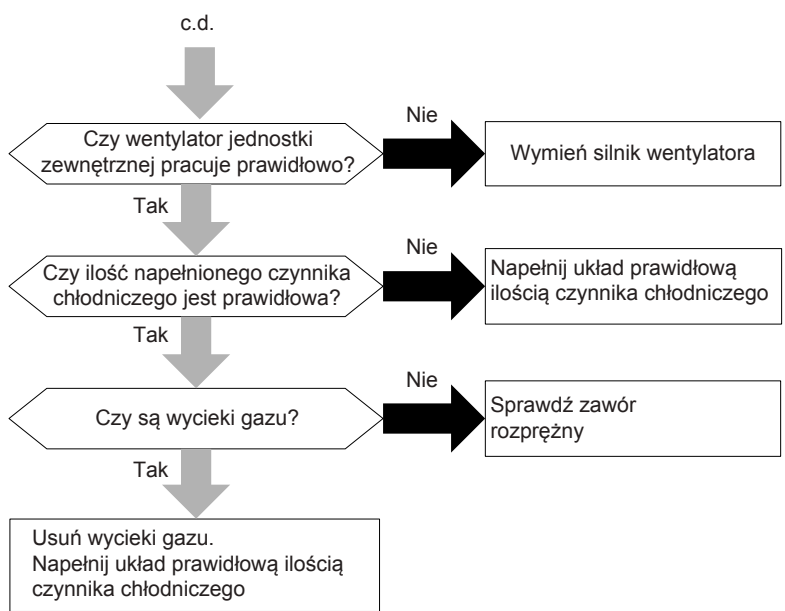 c.d.
Czy wentylator jednostki
zewnętrznej pracuje prawidłowo?
Nie
Wymień silnik wentylatora
Tak
Czy ilość napełnionego czynnika
chłodniczego jest prawidłowa?
Nie
Napełnij układ prawidłową
ilością czynnika chłodniczego
Tak
Czy są wycieki gazu?
Nie
Sprawdź zawór
rozprężny
Tak
Usuń wycieki gazu.
Napełnij układ prawidłową ilością
czynnika chłodniczego